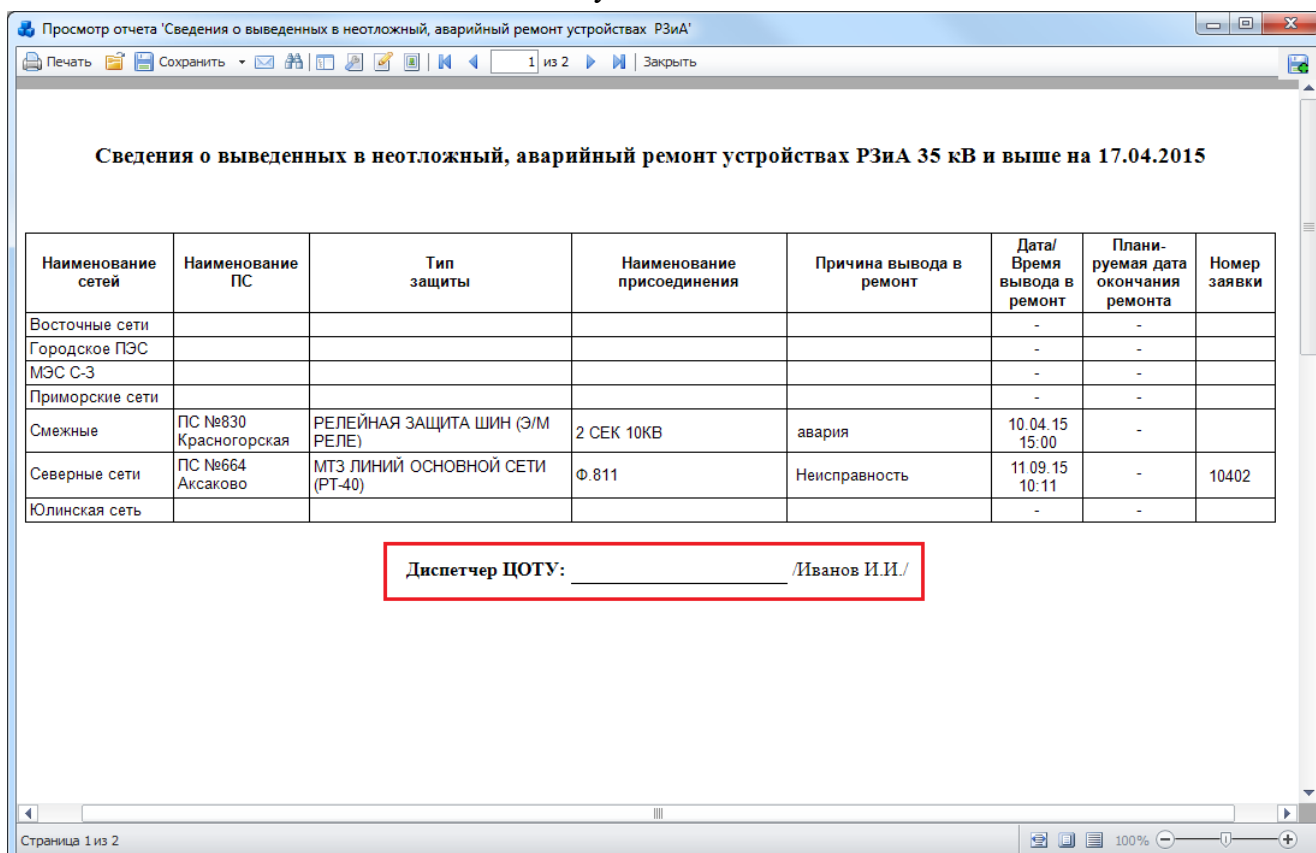 Просмотр отчета 'Сведения о выведенных в неотложный, аварийный ремонт устройствах РЗиА'
Печать Сохранить 1 из 2 Закрыть
Сведения о выведенных в неотложный, аварийный ремонт устройствах РЗиА 35 кВ и выше на 17.04.2015
Наименование сетей Наименование ПС Тип защиты Наименование присоединения Причина вывода в ремонт Дата/ Время вывода в ремонт Плани- руемая дата окончания ремонта Номер заявки
Восточные сети - -
Городское ПЭС - -
МЭС С-З - -
Приморские сети - -
Смежные ПС №830 Красногорская РЕЛЕЙНАЯ ЗАЩИТА ШИН (Э/М РЕЛЕ) 2 СЕК 10КВ авария 10.04.15 15:00 -
Северные сети ПС №664 Аксаково МТЗ ЛИНИЙ ОСНОВНОЙ СЕТИ (РТ-40) Ф.811 Неисправность 11.09.15 10:11 - 10402
Юлинская сеть - -
Диспетчер ЦОТУ: /Иванов И.И./
Страница 1 из 2 100%